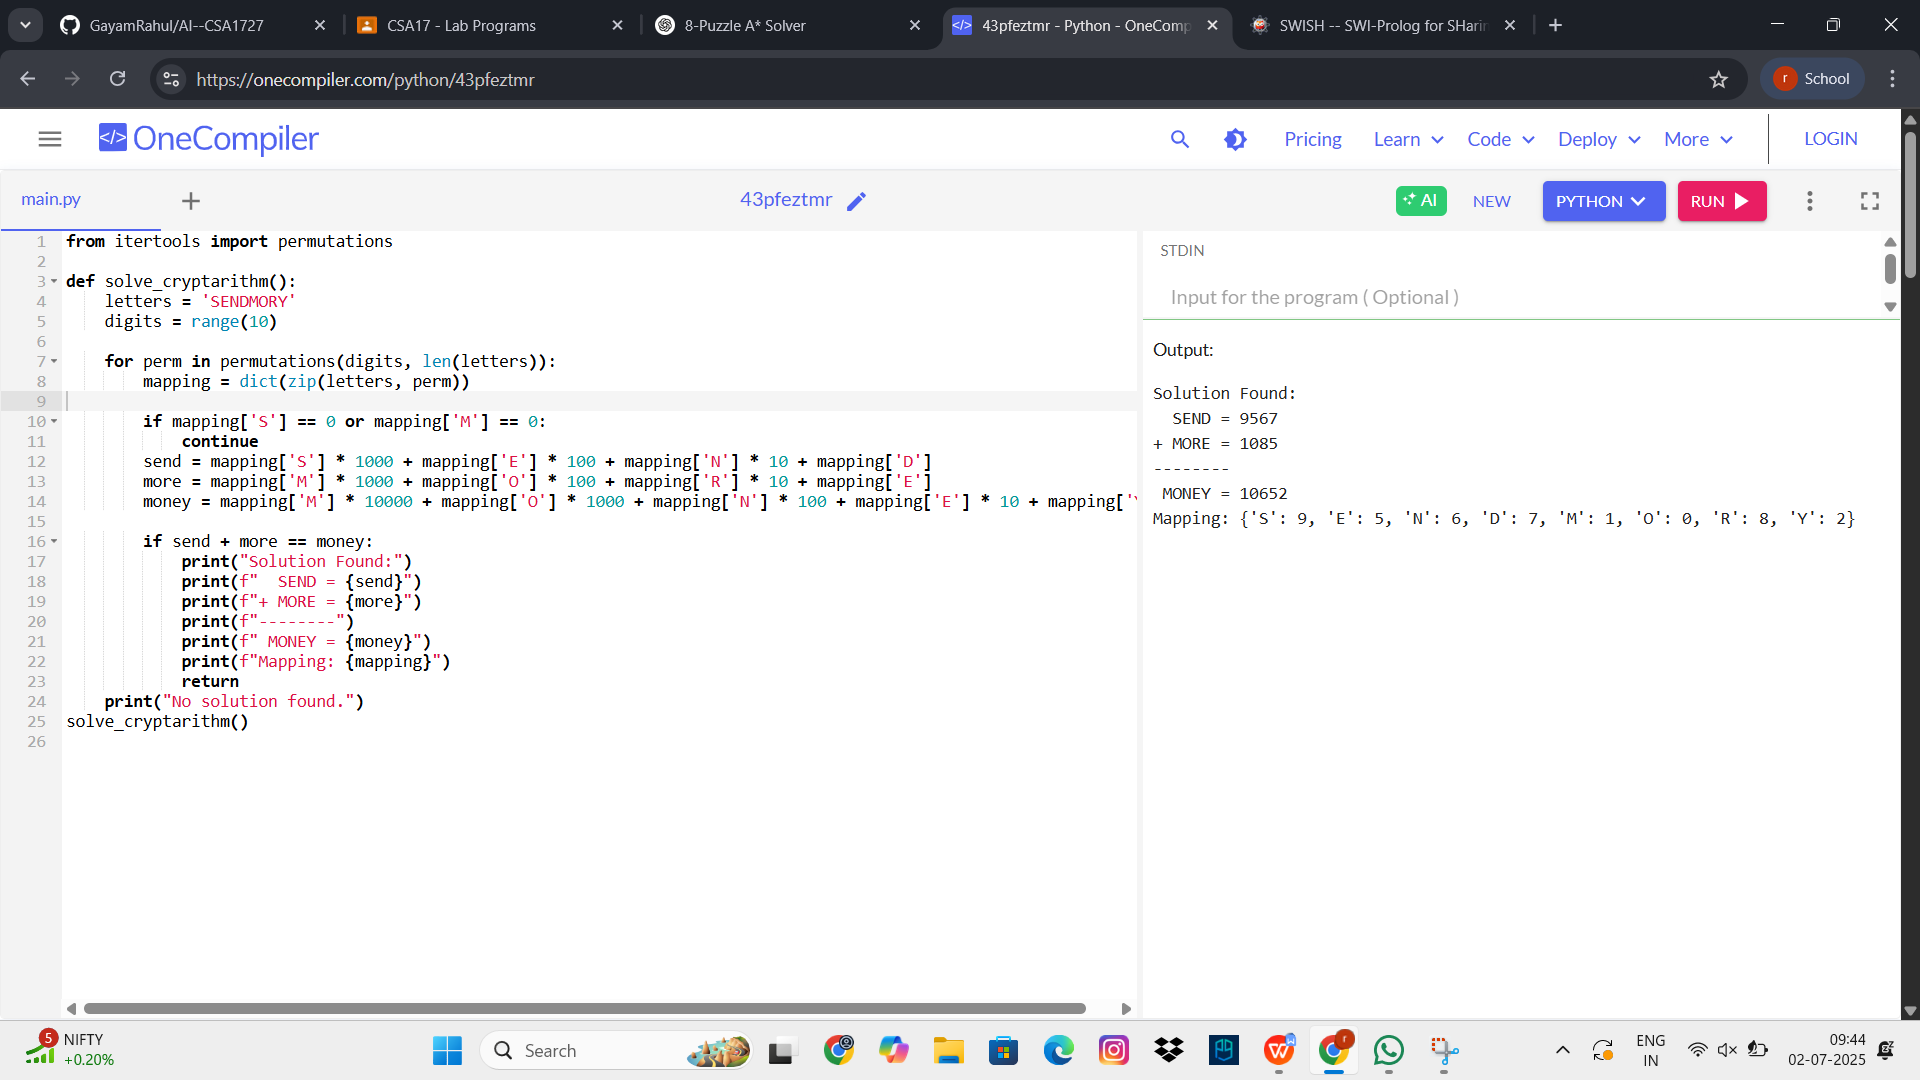 GayamRahul/AI--CSA1727
CSA17 - Lab Programs
8-Puzzle A* Solver
43pfeztmr - Python - OneComp
SWISH -- SWI-Prolog for SHarin
https://onecompiler.com/python/43pfeztmr
r School
</> OneCompiler
Pricing Learn Code Deploy More LOGIN
main.py
43pfeztmr
AI NEW PYTHON RUN
1 from itertools import permutations
2
3 def solve_cryptarithm():
4 letters = 'SENDMORY'
5 digits = range(10)
6
7 for perm in permutations(digits, len(letters)):
8 mapping = dict(zip(letters, perm))
9
10 if mapping['S'] == 0 or mapping['M'] == 0:
11 continue
12 send = mapping['S'] * 1000 + mapping['E'] * 100 + mapping['N'] * 10 + mapping['D']
13 more = mapping['M'] * 1000 + mapping['O'] * 100 + mapping['R'] * 10 + mapping['E']
14 money = mapping['M'] * 10000 + mapping['O'] * 1000 + mapping['N'] * 100 + mapping['E'] * 10 + mapping['
15
16 if send + more == money:
17 print("Solution Found:")
18 print(f"  SEND = {send}")
19 print(f"+ MORE = {more}")
20 print(f"--------")
21 print(f" MONEY = {money}")
22 print(f"Mapping: {mapping}")
23 return
24 print("No solution found.")
25 solve_cryptarithm()
26
STDIN
Input for the program ( Optional )
Output:
Solution Found:
SEND = 9567
+ MORE = 1085
--------
MONEY = 10652
Mapping: {'S': 9, 'E': 5, 'N': 6, 'D': 7, 'M': 1, 'O': 0, 'R': 8, 'Y': 2}
5 NIFTY
+0.20%
Search
ENG
IN
09:44
02-07-2025